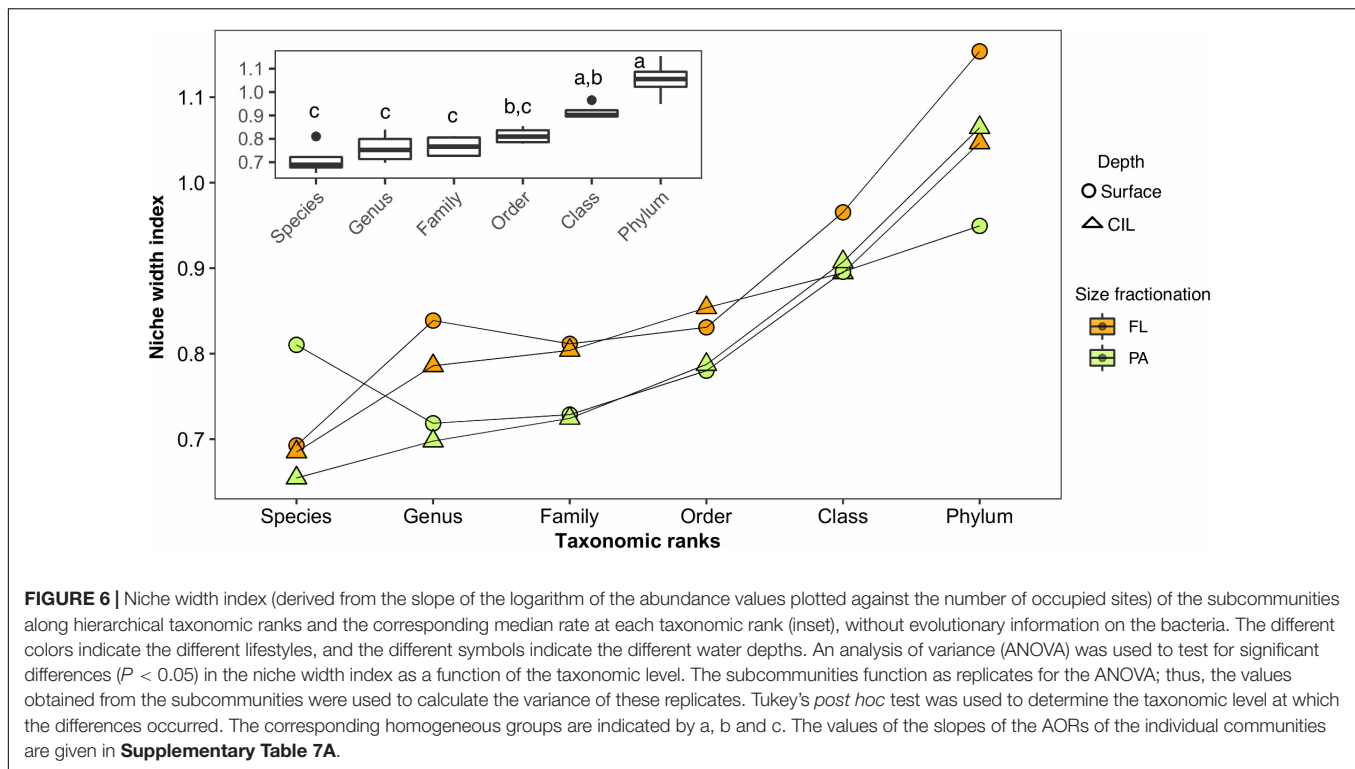 1.1
1.0
0.9
0.8
0.7
c
c
c
b,c
a,b
a
Species
Genus
Family
Order
Class
Phylum
Niche width index
1.1
1.0
0.9
0.8
0.7
Species
Genus
Family
Order
Class
Phylum
Taxonomic ranks
Depth
Surface
CIL
Size fractionation
FL
PA
FIGURE 6 | Niche width index (derived from the slope of the logarithm of the abundance values plotted against the number of occupied sites) of the subcommunities
along hierarchical taxonomic ranks and the corresponding median rate at each taxonomic rank (inset), without evolutionary information on the bacteria. The different
colors indicate the different lifestyles, and the different symbols indicate the different water depths. An analysis of variance (ANOVA) was used to test for significant
differences (P < 0.05) in the niche width index as a function of the taxonomic level. The subcommunities function as replicates for the ANOVA; thus, the values
obtained from the subcommunities were used to calculate the variance of these replicates. Tukey's post hoc test was used to determine the taxonomic level at which
the differences occurred. The corresponding homogeneous groups are indicated by a, b and c. The values of the slopes of the AORs of the individual communities
are given in Supplementary Table 7A.